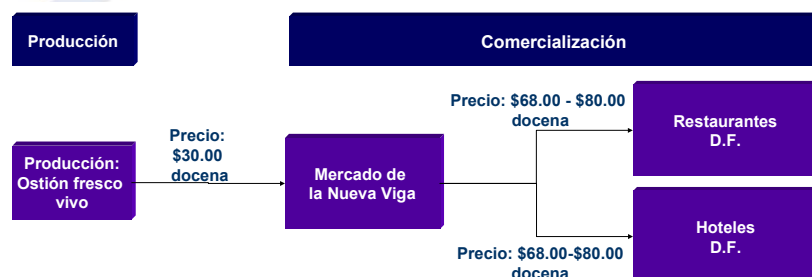 Producción
Comercialización
Precio:
$30.00
docena
Precio: $68.00 - $80.00
docena
Restaurantes
D.F.
Producción:
Ostión fresco
vivo
Mercado de
la Nueva Viga
Hoteles
D.F.
Precio: $68.00-$80.00
docena